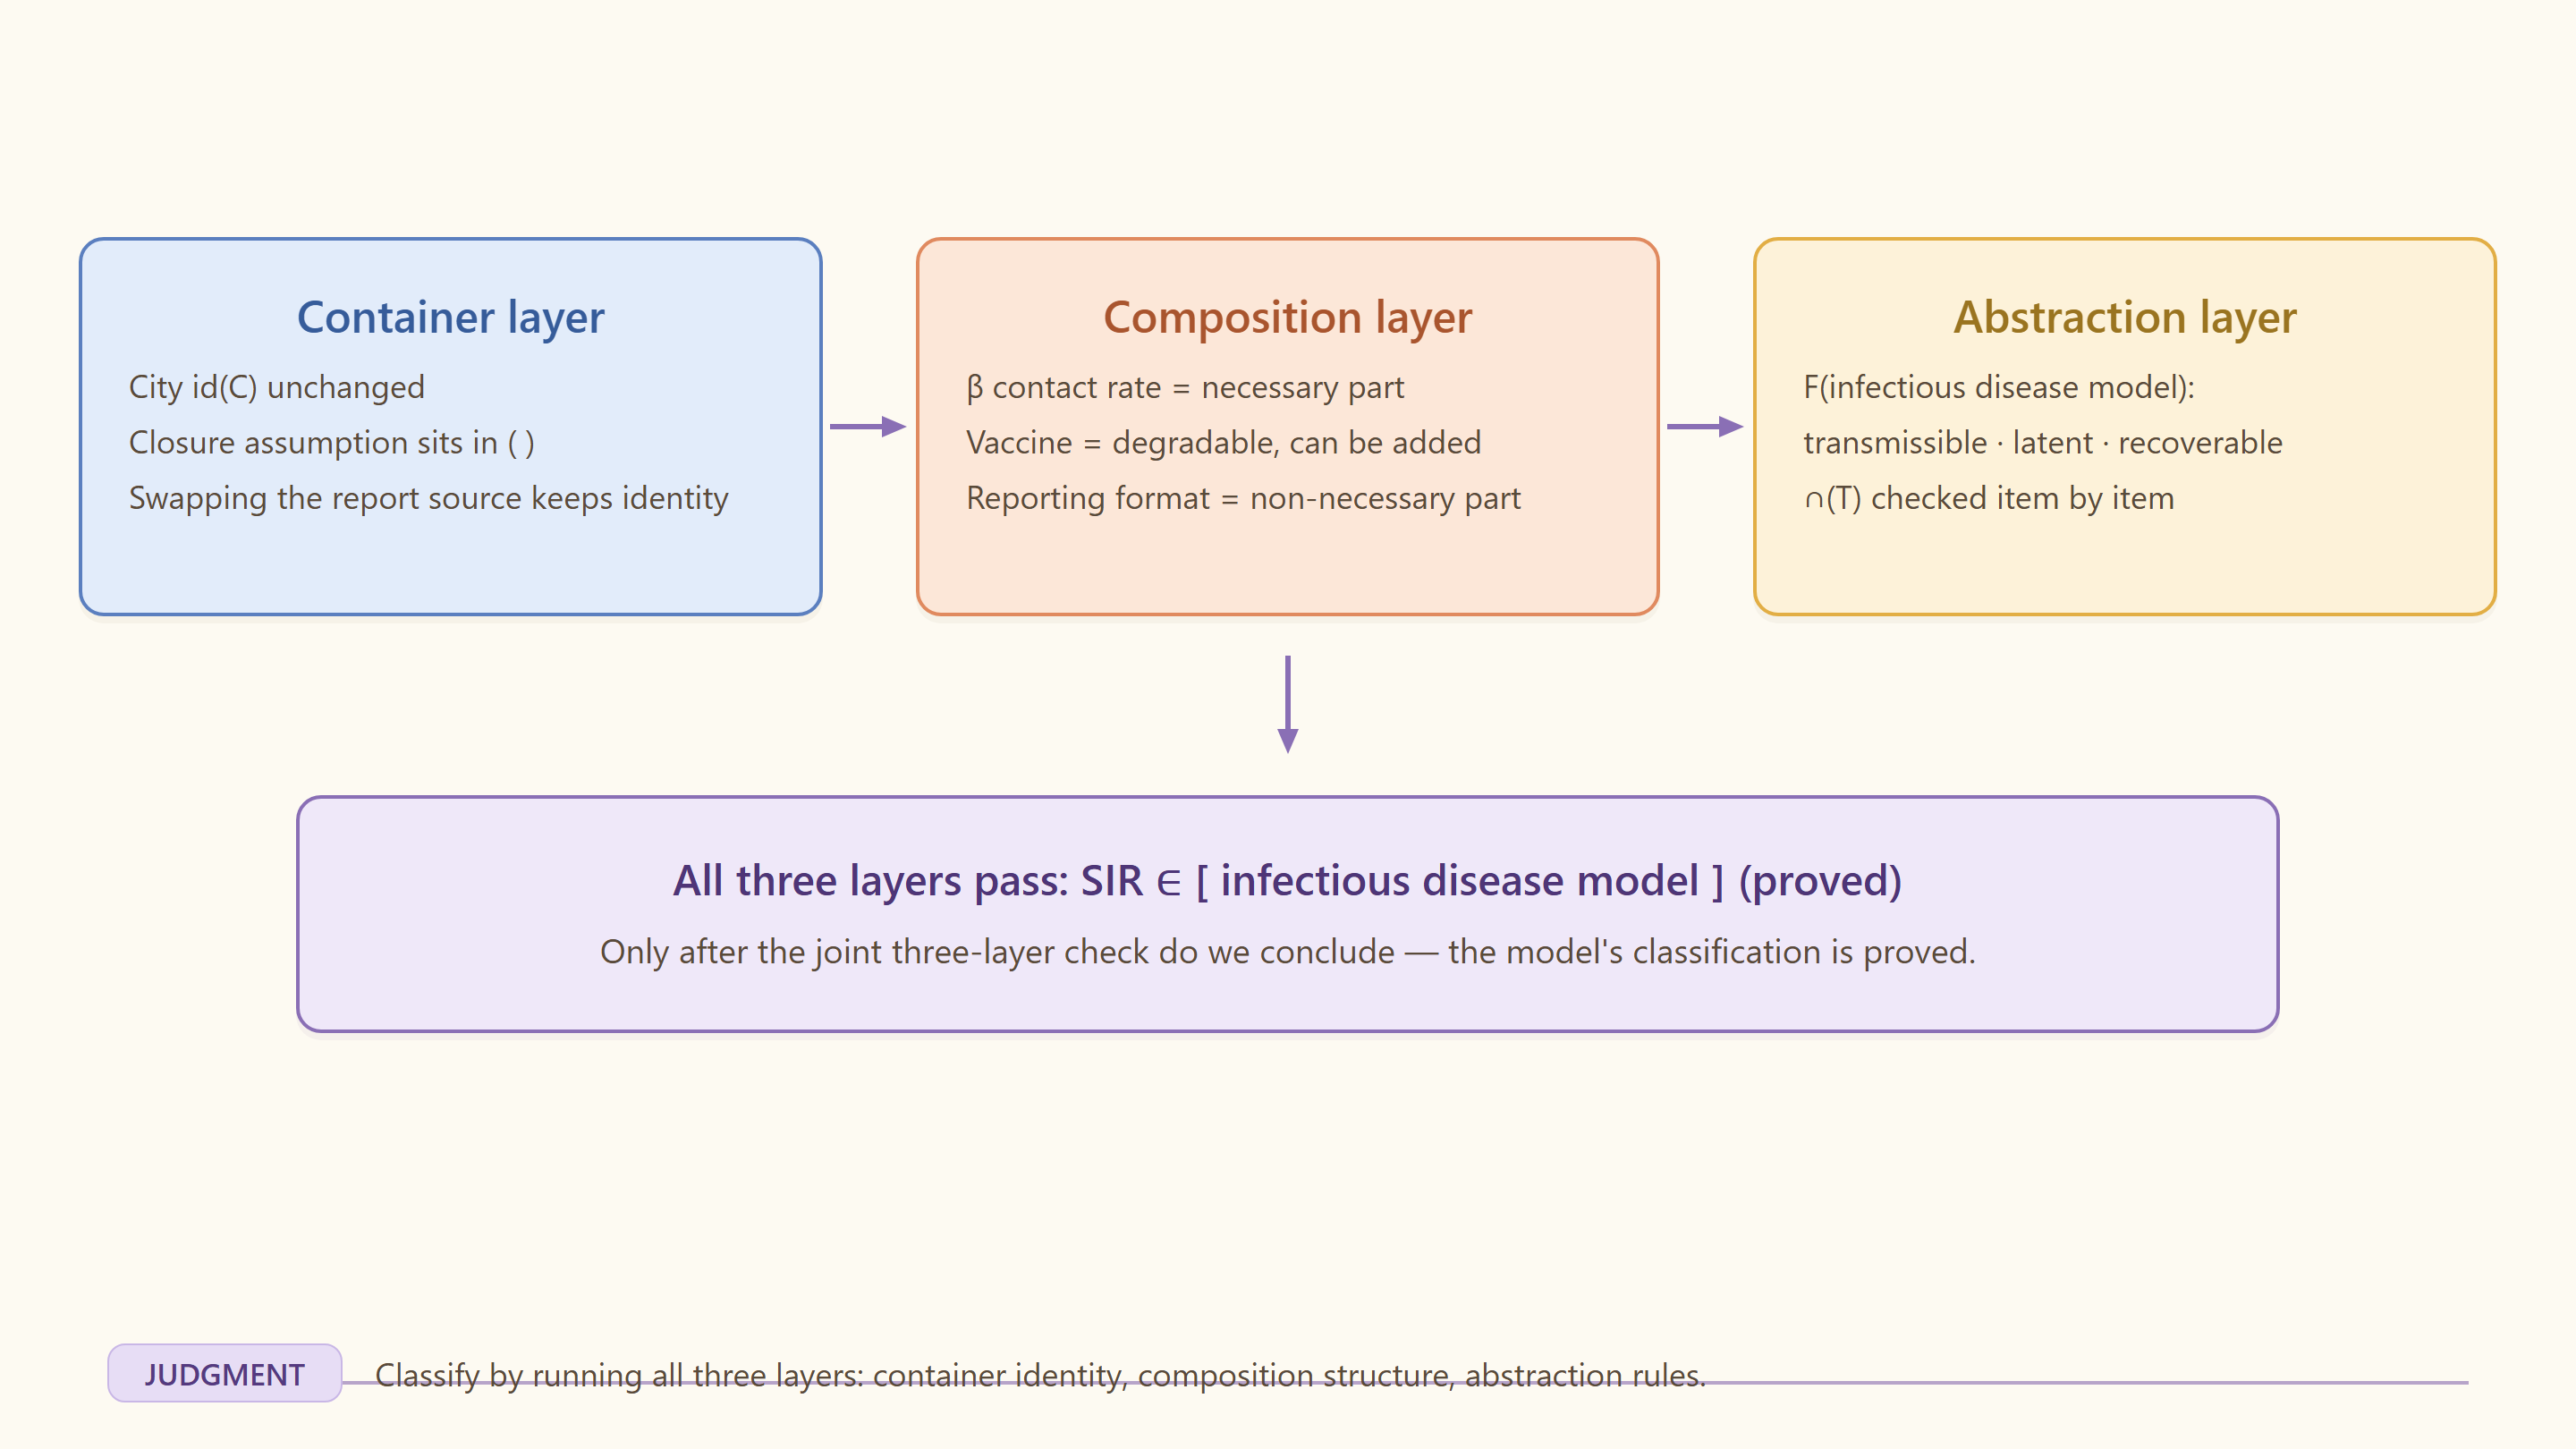 Container layer
City id(C) unchanged
Closure assumption sits in ( )
Swapping the report source keeps identity
Composition layer
β contact rate = necessary part
Vaccine = degradable, can be added
Reporting format = non-necessary part
Abstraction layer
F(infectious disease model):
transmissible · latent · recoverable
∩(T) checked item by item
All three layers pass: SIR ∈ [ infectious disease model ] (proved)
Only after the joint three-layer check do we conclude — the model's classification is proved.
JUDGMENT
Classify by running all three layers: container identity, composition structure, abstraction rules.